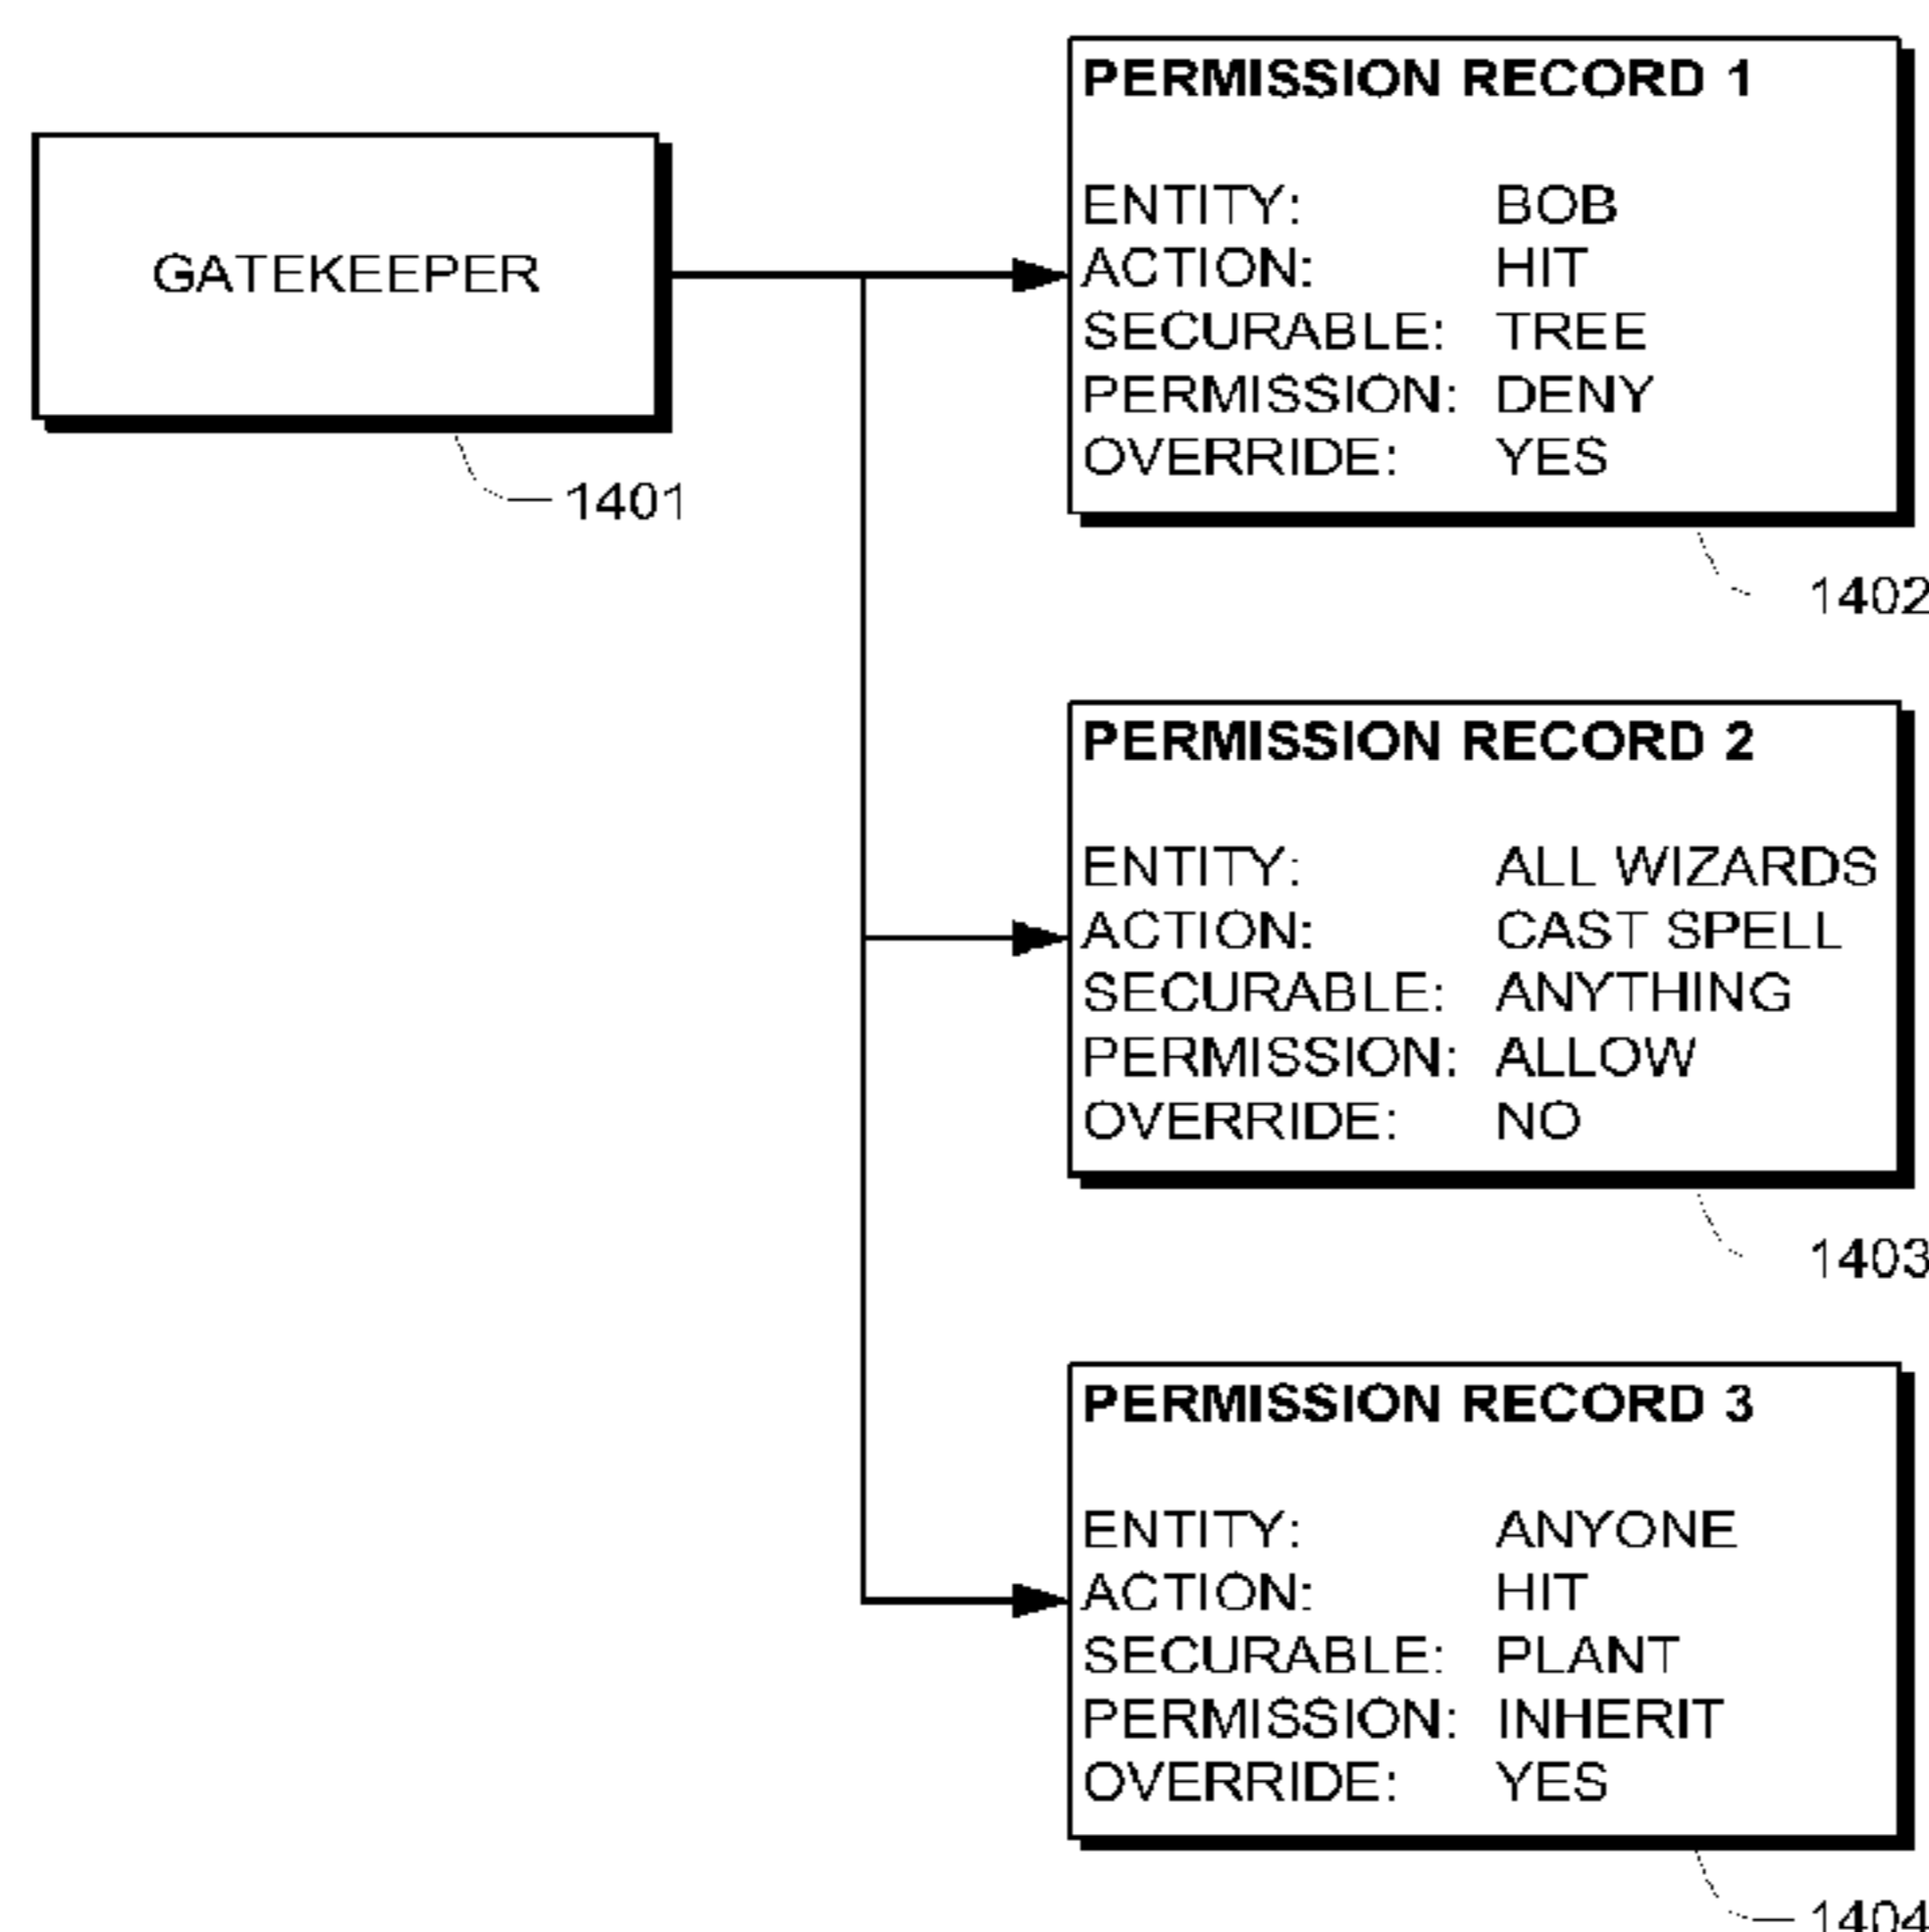 GATEKEEPER
1401
PERMISSION RECORD 1
ENTITY: BOB
ACTION: HIT
SECURABLE: TREE
PERMISSION: DENY
OVERRIDE: YES
1402
PERMISSION RECORD 2
ENTITY: ALL WIZARDS
ACTION: CAST SPELL
SECURABLE: ANYTHING
PERMISSION: ALLOW
OVERRIDE: NO
1403
PERMISSION RECORD 3
ENTITY: ANYONE
ACTION: HIT
SECURABLE: PLANT
PERMISSION: INHERIT
OVERRIDE: YES
1404